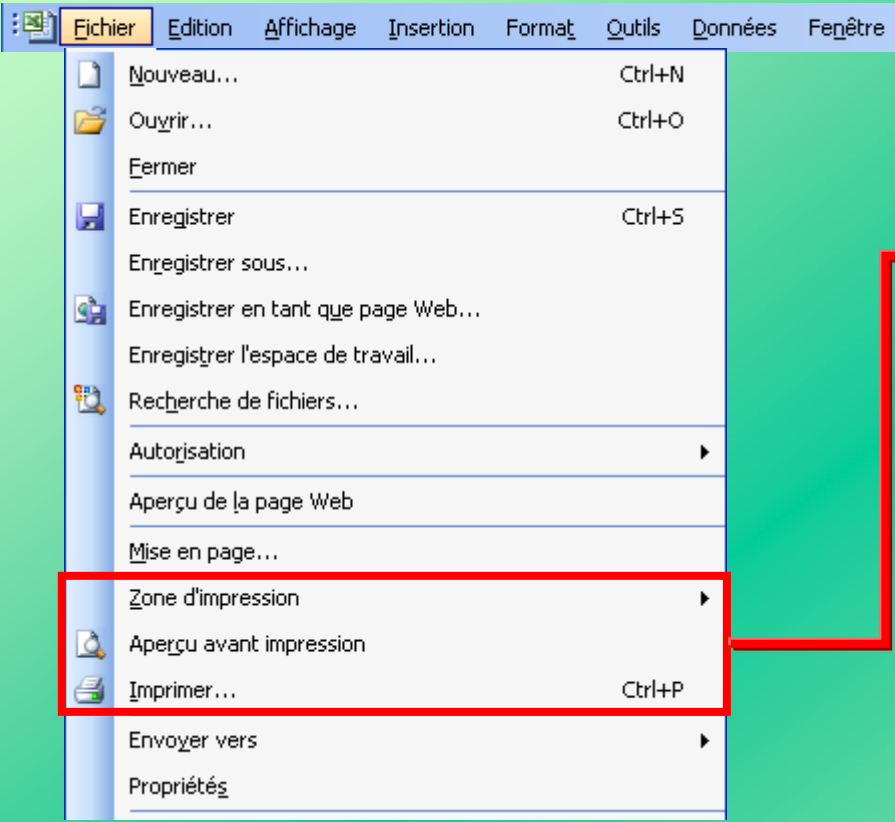 Fichier Edition Affichage Insertion Format Outils Données Fenêtre
Nouveau... Ctrl+N
Ouvrir... Ctrl+O
Fermer
Enregistrer Ctrl+S
Enregistrer sous...
Enregistrer en tant que page Web...
Enregistrer l'espace de travail...
Recherche de fichiers...
Autorisation
Aperçu de la page Web
Mise en page...
Zone d'impression
Aperçu avant impression
Imprimer... Ctrl+P
Envoyer vers
Propriétés